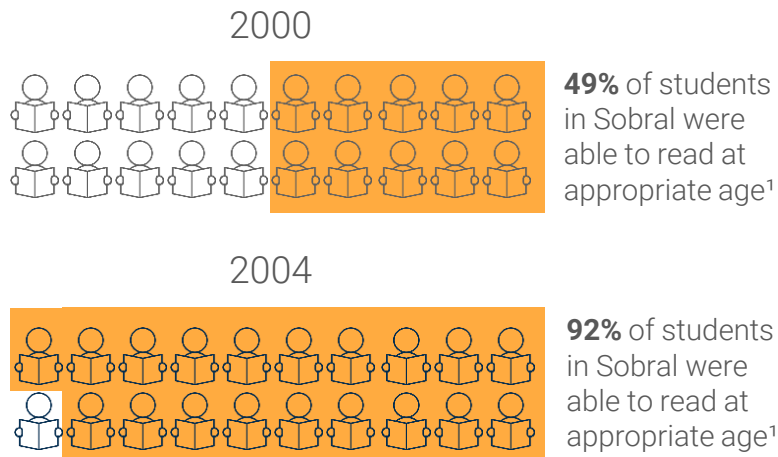 2000
49% of students
in Sobral were
able to read at
appropriate age¹
2004
92% of students
in Sobral were
able to read at
appropriate age¹